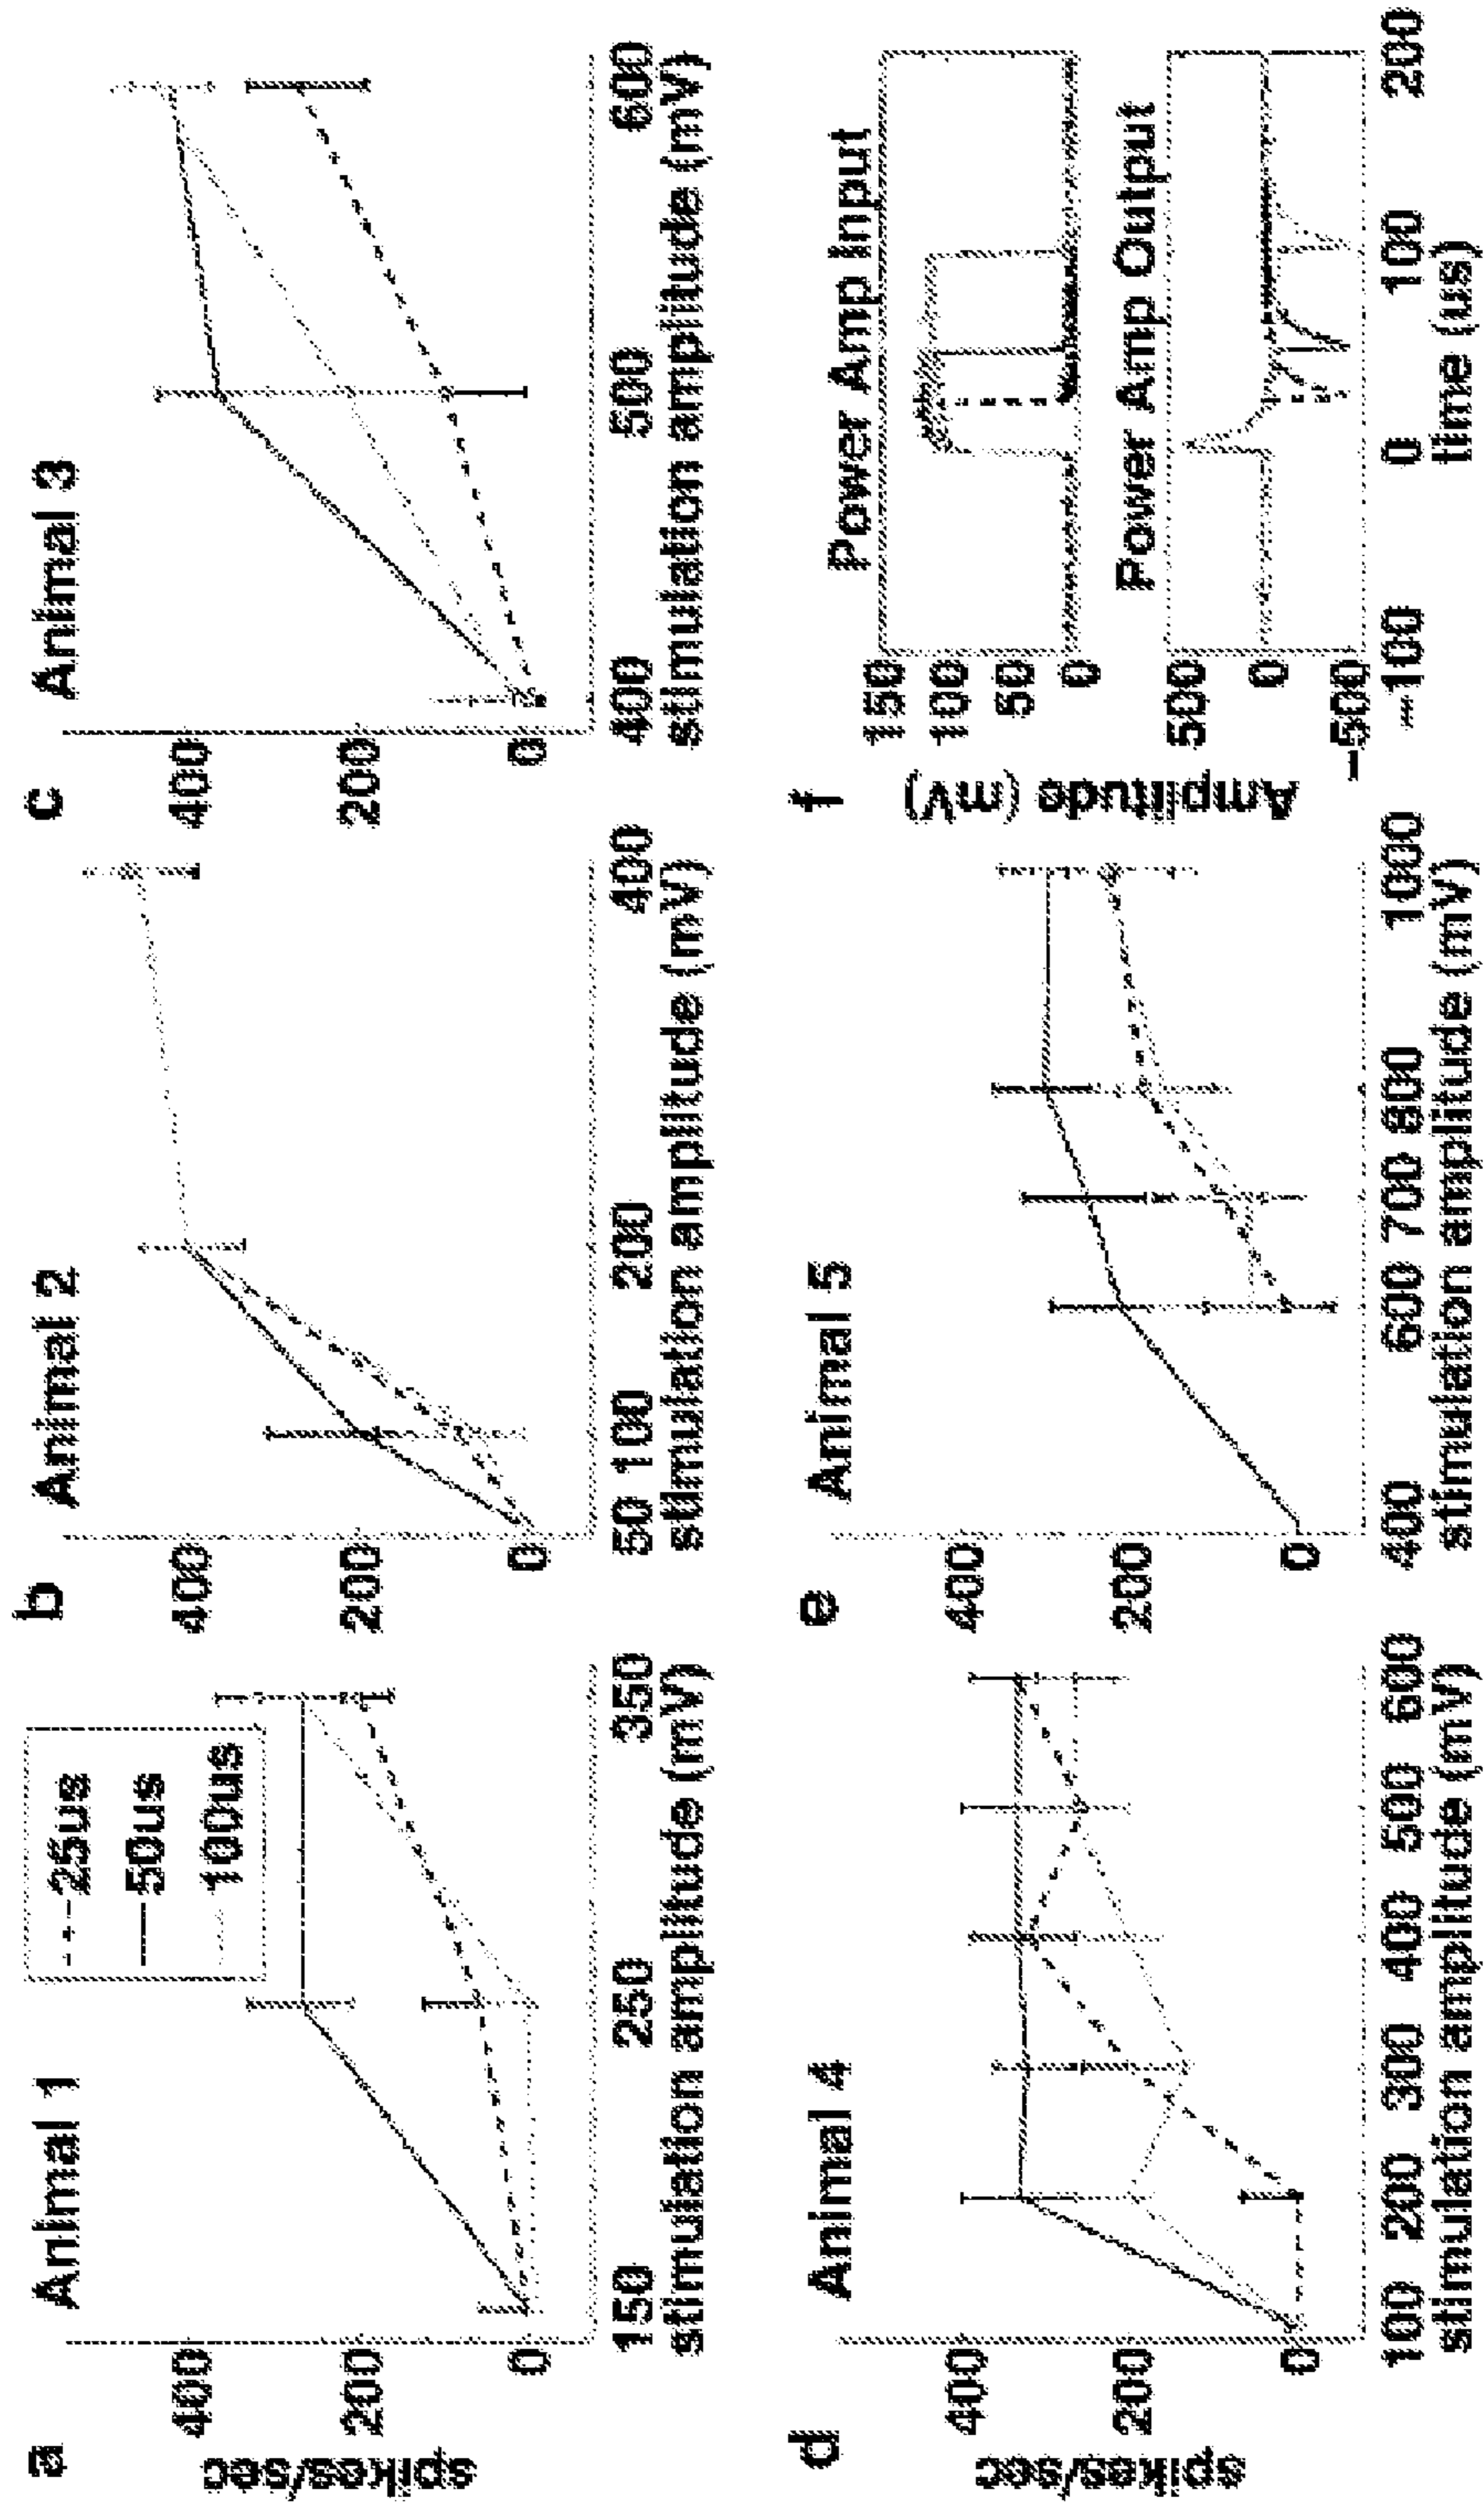 a
Animal 1
spikes/sec
400
200
0
150 250 350
stimulation amplitude (mV)
25us
50us
100us
b
Animal 2
400
200
0
50 100 200 400
stimulation amplitude (mV)
c
Animal 3
400
200
0
400 500 600
stimulation amplitude (mV)
d
Animal 4
spikes/sec
400
200
0
100 200 300 400 500 600
stimulation amplitude (mV)
e
Animal 5
400
200
0
400 600 700 800 1000
stimulation amplitude (mV)
f
Amplitude (mV)
Power Amp Input
150
100
50
0
Power Amp Output
500
0
-500
-100 0 100 200
time (us)